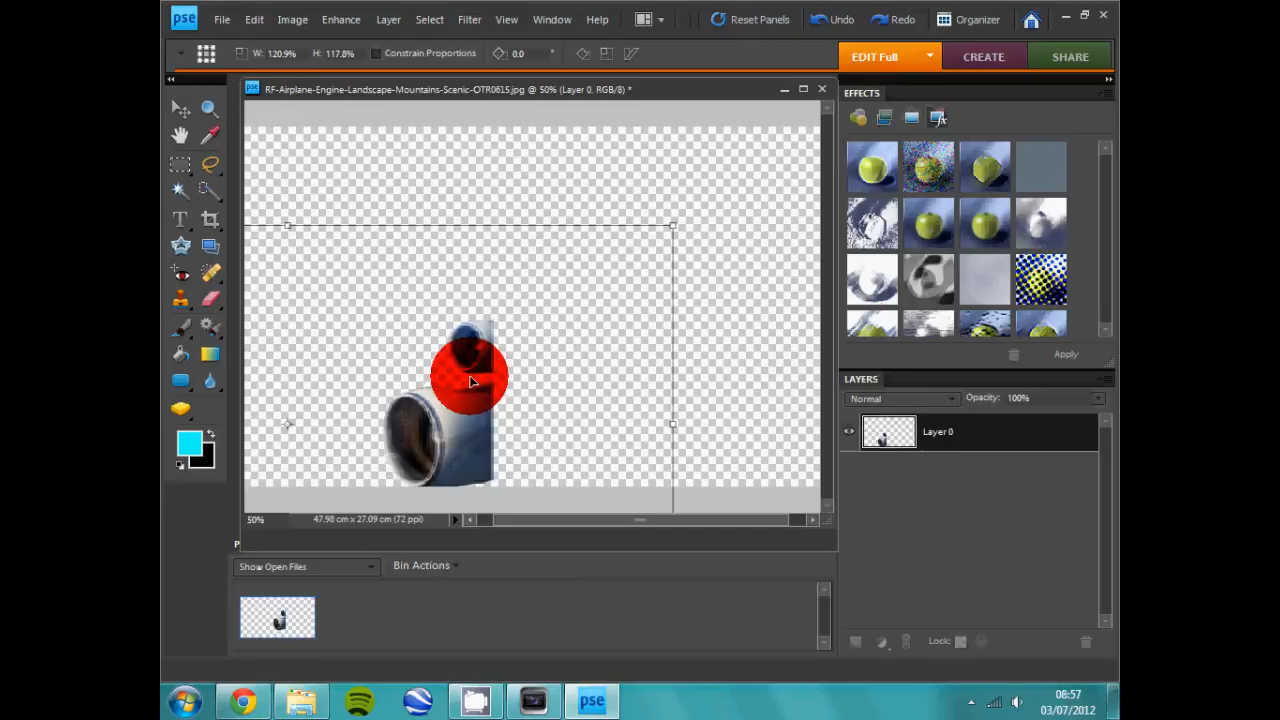 pse File Edit Image Enhance Layer Select Filter View Window Help Reset Panels Undo Redo Organizer
W: 120.9% H: 117.8% Constrain Proportions 0.0 ° EDIT Full CREATE SHARE
pse RF-Airplane-Engine-Landscape-Mountains-Scenic-OTR0615.jpg @ 50% (Layer 0, RGB/8) *
EFFECTS
Apply
LAYERS
Normal Opacity: 100%
Layer 0
50% 47.98 cm x 27.09 cm (72 ppi)
P
Show Open Files Bin Actions
Lock:
pse
08:57
03/07/2012